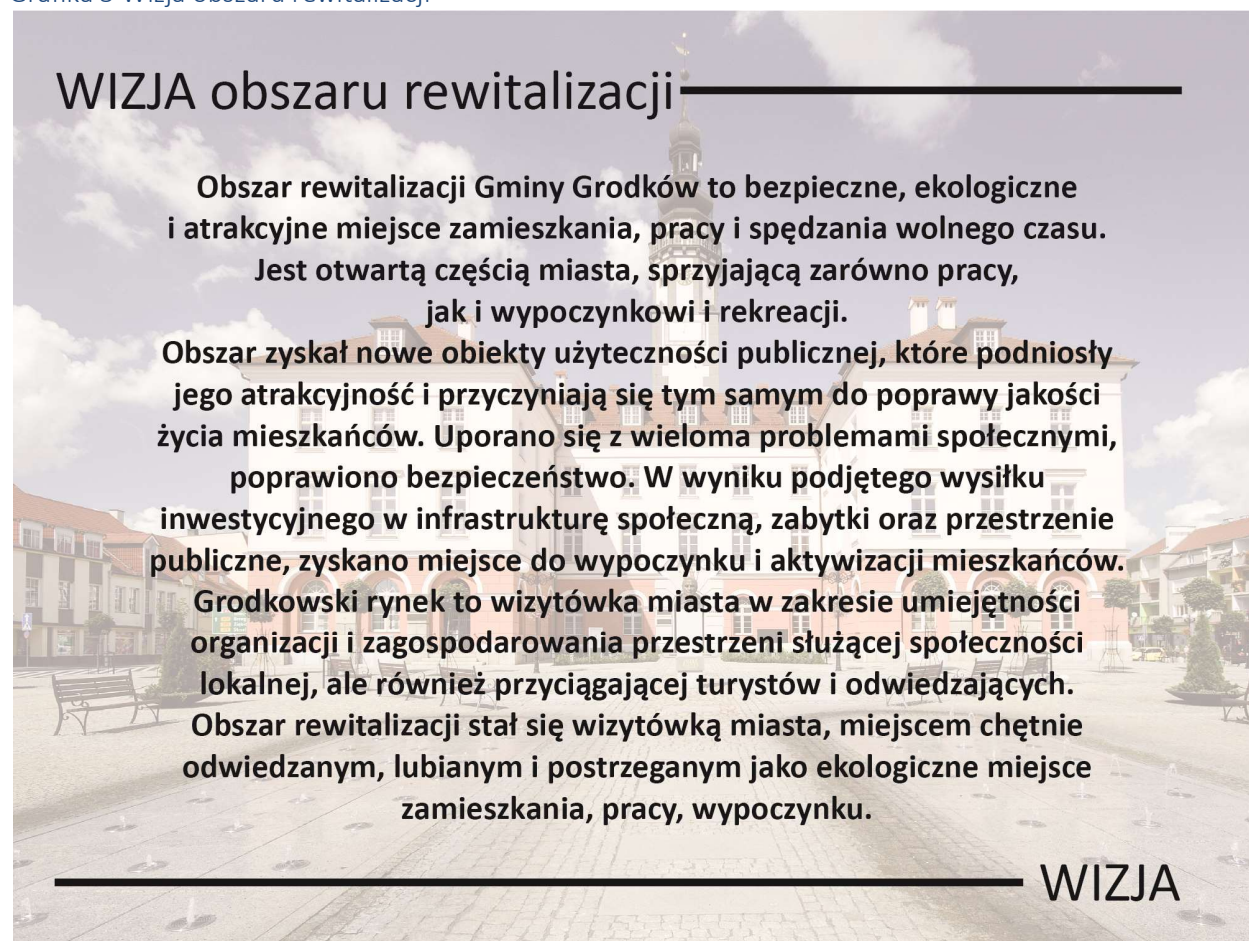 WIZJA obszaru rewitalizacji
Obszar rewitalizacji Gminy Grodków to bezpieczne, ekologiczne
i atrakcyjne miejsce zamieszkania, pracy i spędzania wolnego czasu.
Jest otwartą częścią miasta, sprzyjającą zarówno pracy,
jak i wypoczynkowi i rekreacji.
Obszar zyskał nowe obiekty użyteczności publicznej, które podniosły
jego atrakcyjność i przyczyniają się tym samym do poprawy jakości
życia mieszkańców. Uporano się z wieloma problemami społecznymi,
poprawiono bezpieczeństwo. W wyniku podjętego wysiłku
inwestycyjnego w infrastrukturę społeczną, zabytki oraz przestrzenie
publiczne, zyskano miejsce do wypoczynku i aktywizacji mieszkańców.
Grodkowski rynek to wizytówka miasta w zakresie umiejętności
organizacji i zagospodarowania przestrzeni służącej społeczności
lokalnej, ale również przyciągającej turystów i odwiedzających.
Obszar rewitalizacji stał się wizytówką miasta, miejscem chętnie
odwiedzanym, lubianym i postrzeganym jako ekologiczne miejsce
zamieszkania, pracy, wypoczynku.
WIZJA